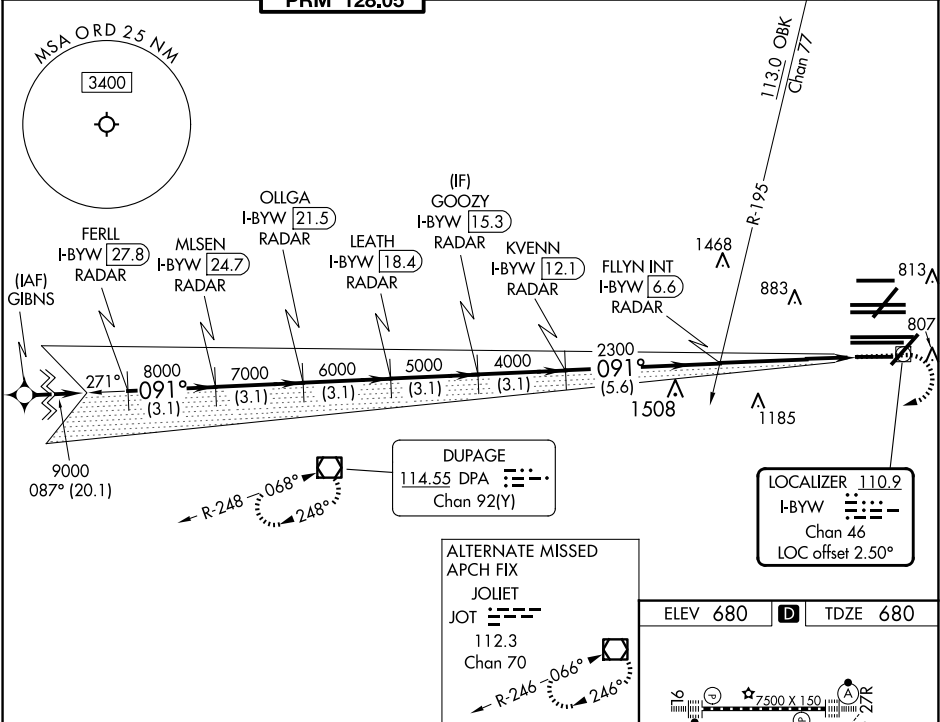 PRM 128.05
MSA ORD 25 NM
3400
113.0 OBK
Chan 77
R-195
(IAF)
GIBNS
FERLL
I-BYW 27.8
RADAR
MLSEN
I-BYW 24.7
RADAR
OLLGA
I-BYW 21.5
RADAR
LEATH
I-BYW 18.4
RADAR
(IF)
GOOZY
I-BYW 15.3
RADAR
KVENN
I-BYW 12.1
RADAR
FLLYN INT
I-BYW 6.6
RADAR
1468
883
813
807
271°
8000
091°
(3.1)
7000
(3.1)
6000
(3.1)
5000
(3.1)
4000
(3.1)
2300
091°
(5.6)
1508
1185
9000
087° (20.1)
R-248
068°
248°
DUPAGE
114.55 DPA
Chan 92(Y)
LOCALIZER 110.9
I-BYW
Chan 46
LOC offset 2.50°
ALTERNATE MISSED
APCH FIX
JOLIET
JOT
112.3
Chan 70
R-246
066°
246°
ELEV 680 D TDZE 680
9L
P
7500 X 150
A
27R
P